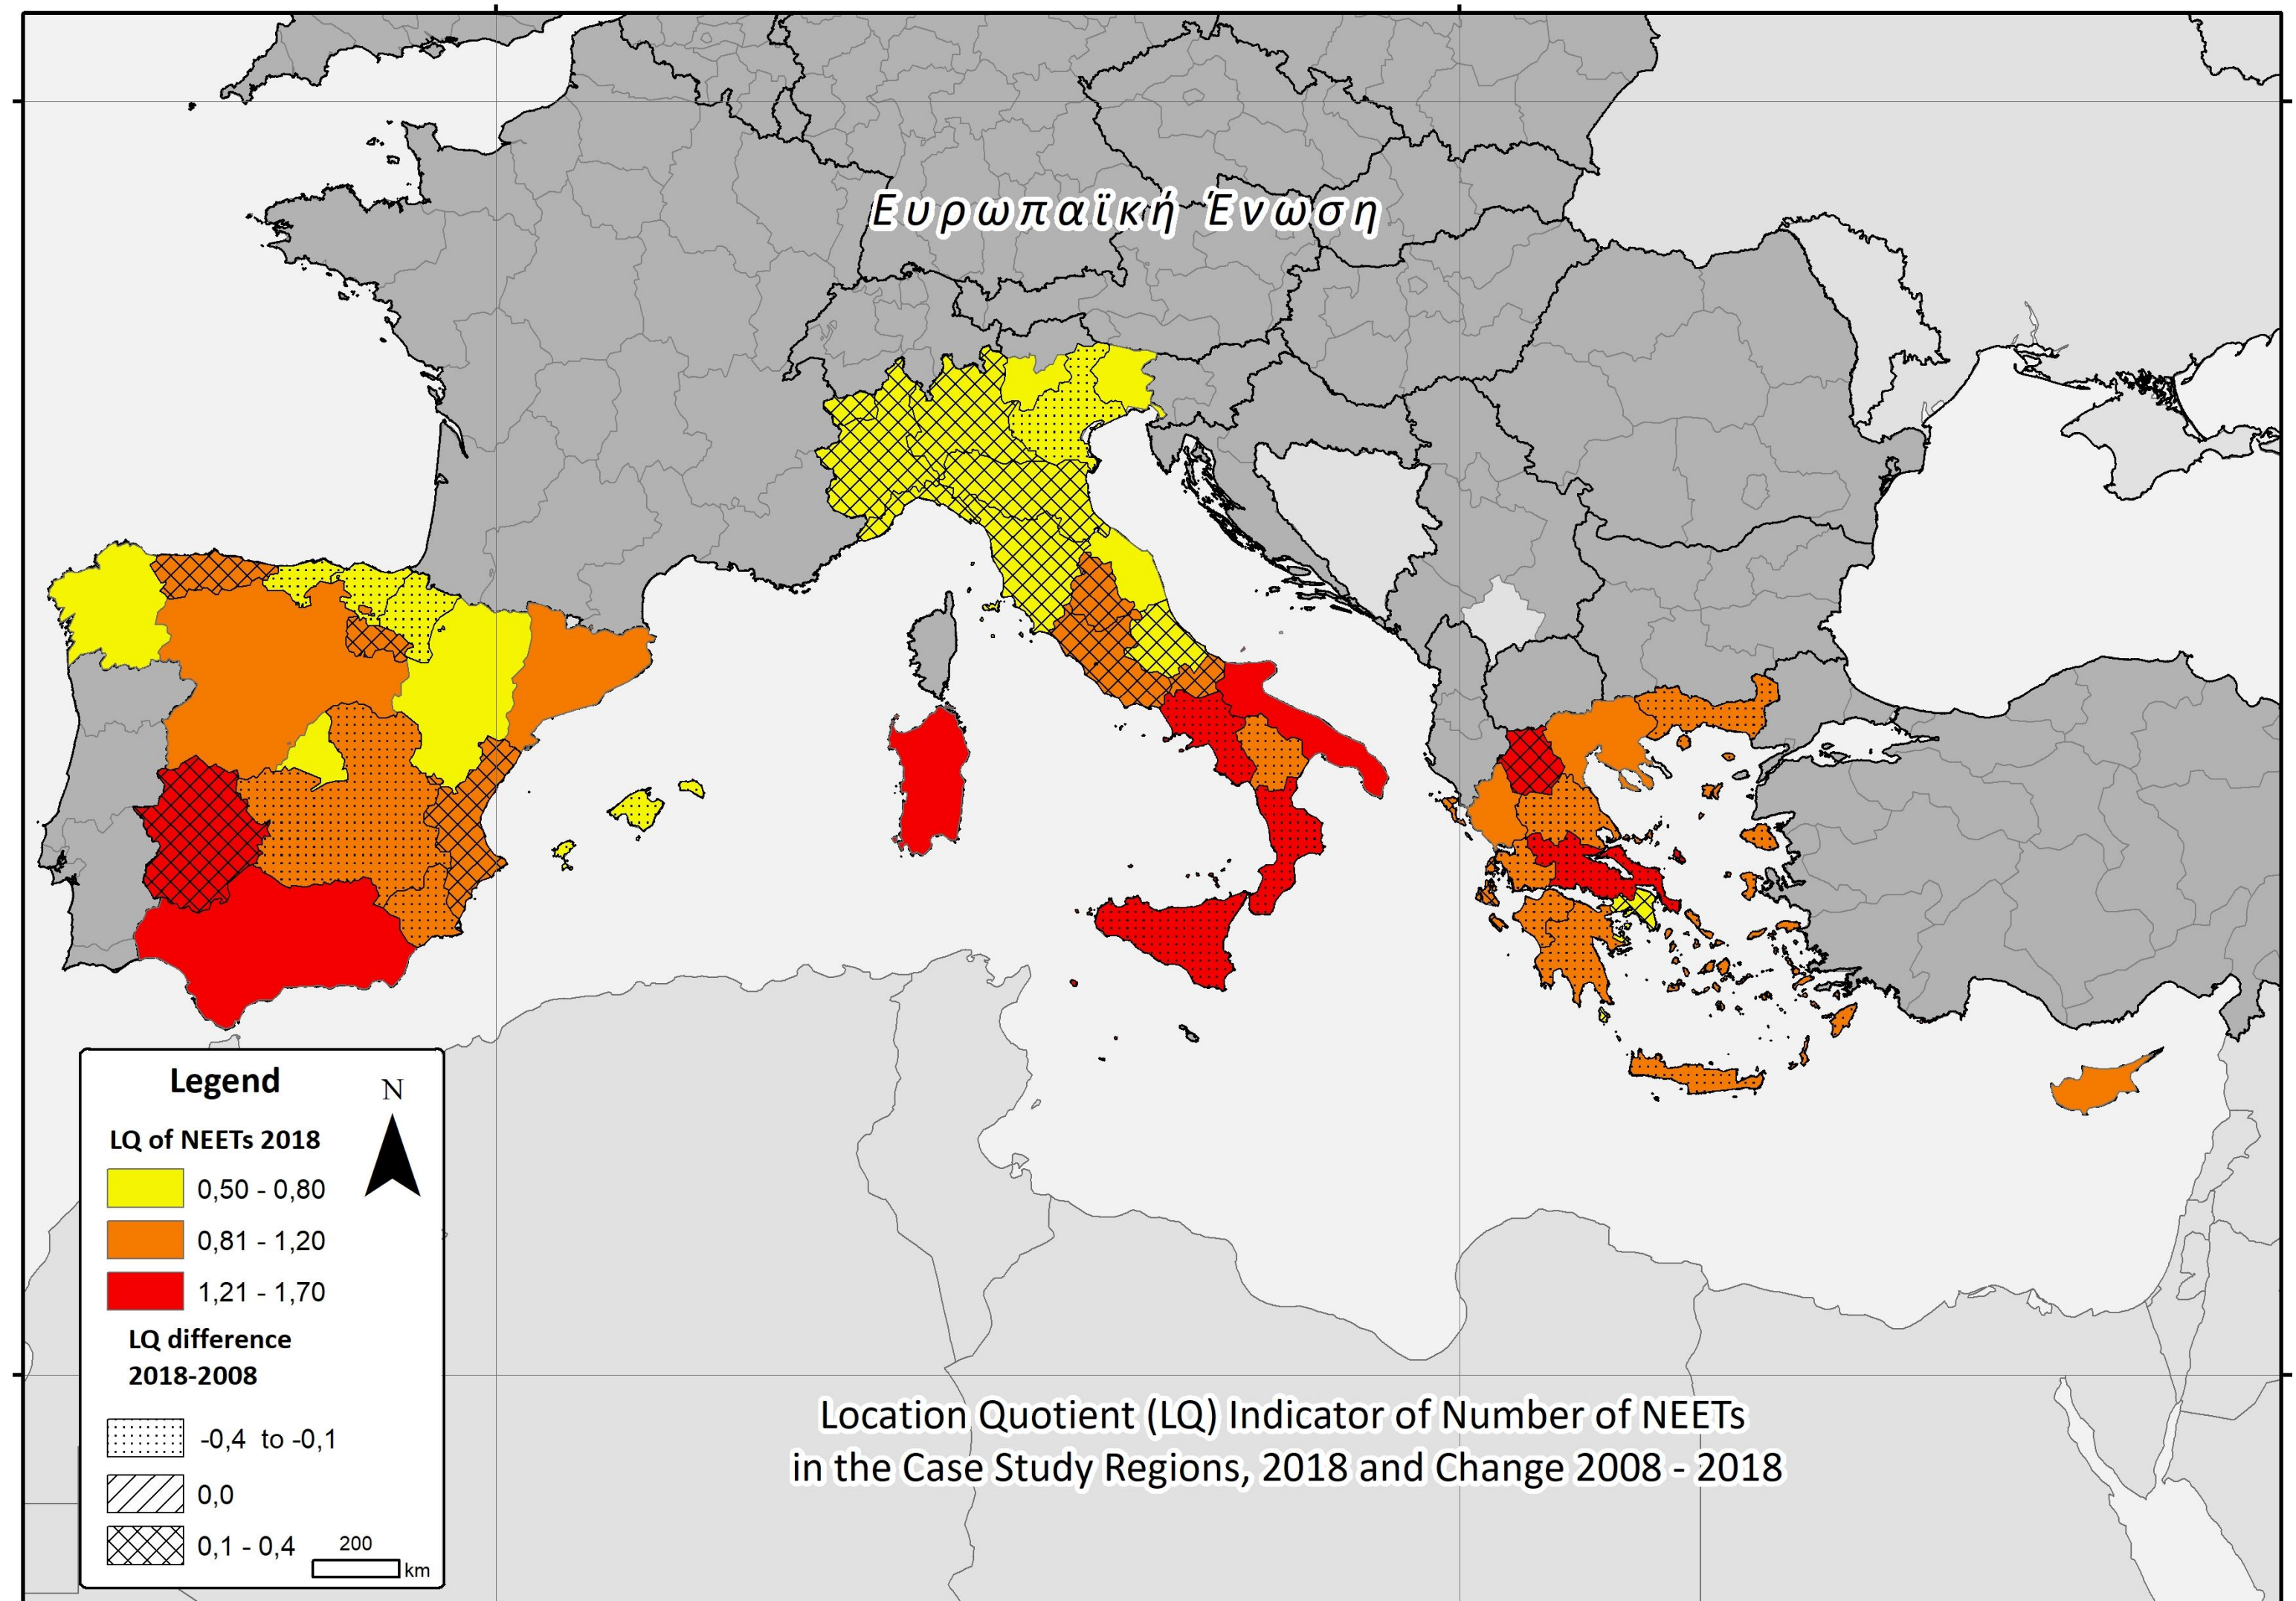 Ευρωπαϊκή Ένωση
Legend
N
LQ of NEETs 2018
0,50 - 0,80
0,81 - 1,20
1,21 - 1,70
LQ difference
2018-2008
-0,4 to -0,1
0,0
0,1 - 0,4
200
km
Location Quotient (LQ) Indicator of Number of NEETs
in the Case Study Regions, 2018 and Change 2008 - 2018